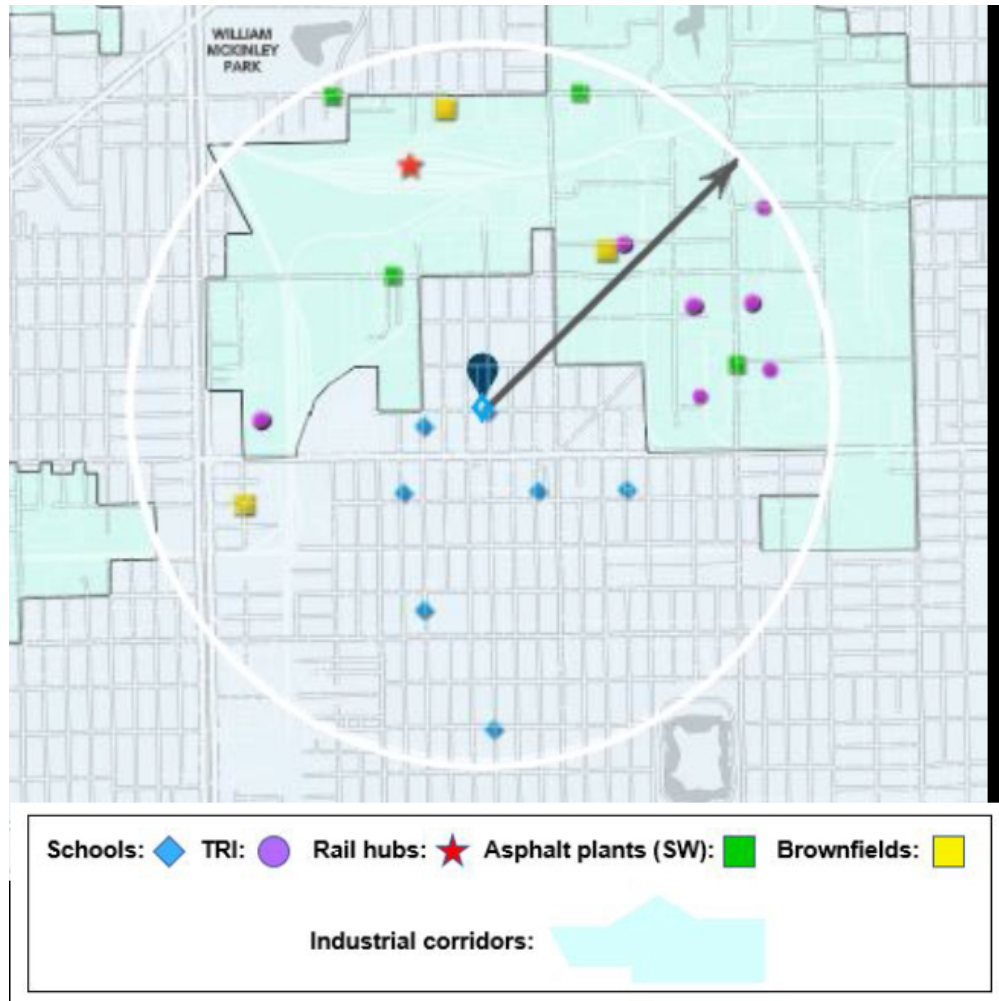 WILLIAM
MCKINLEY
PARK
Schools: TRI: Rail hubs: Asphalt plants (SW): Brownfields:
Industrial corridors: